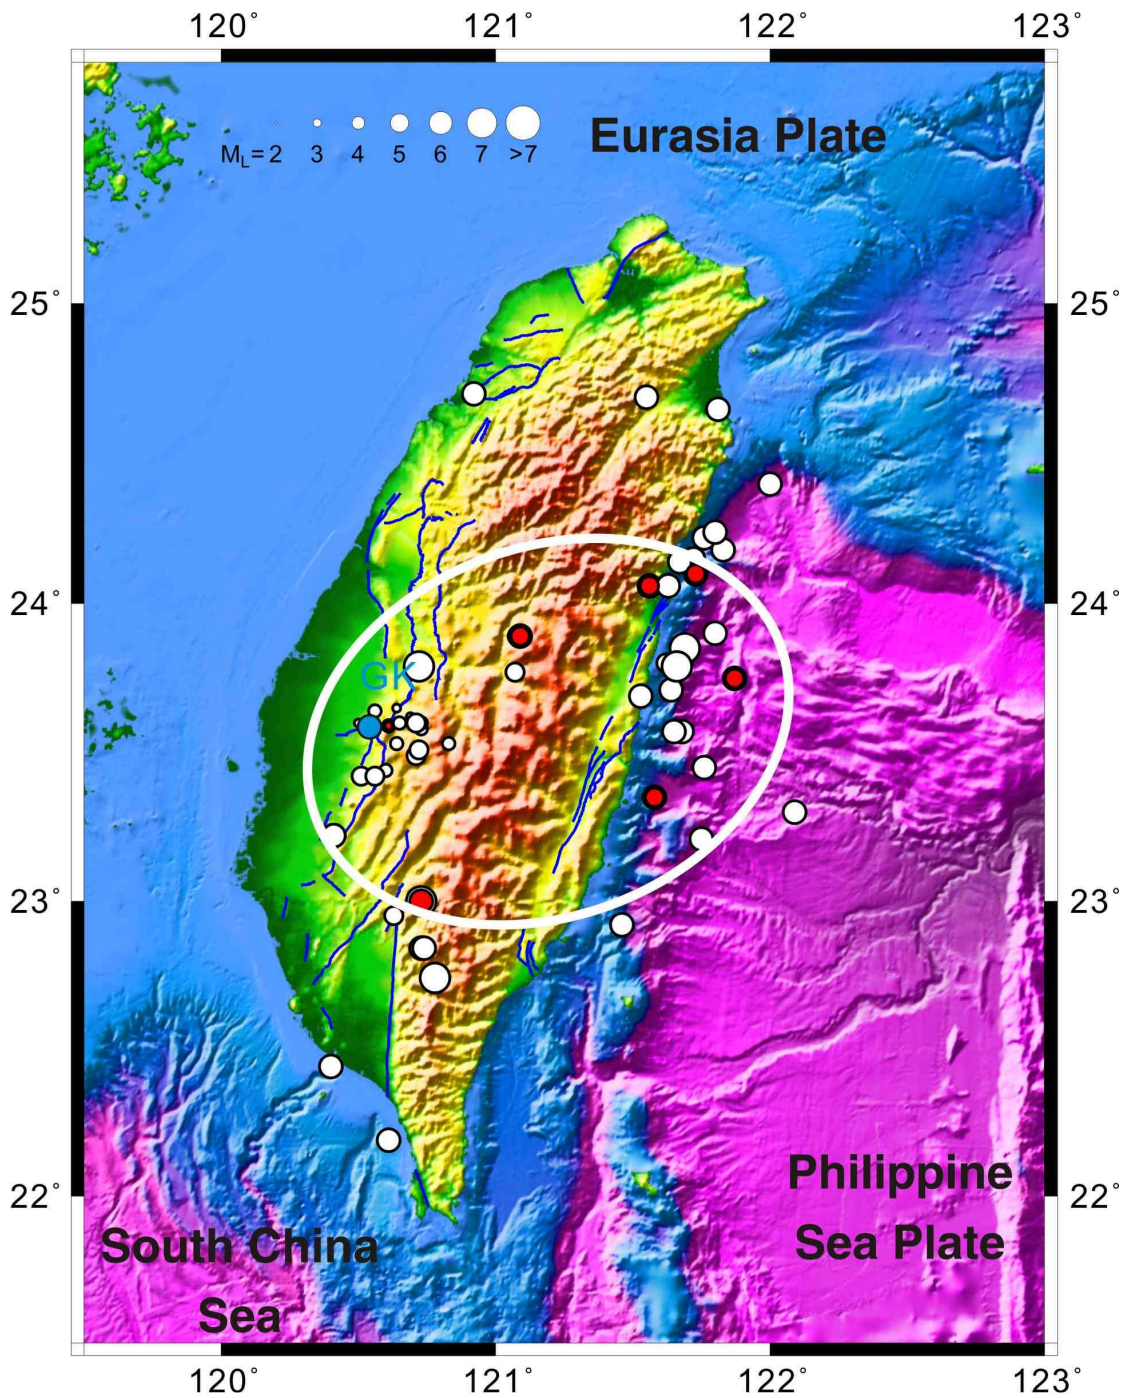 120° 121° 122° 123°
Eurasia Plate
M_L= 2 3 4 5 6 7 >7
25° 25°
24° 24°
GK
23° 23°
Philippine
22° 22°
Sea Plate
South China
Sea
120° 121° 122° 123°